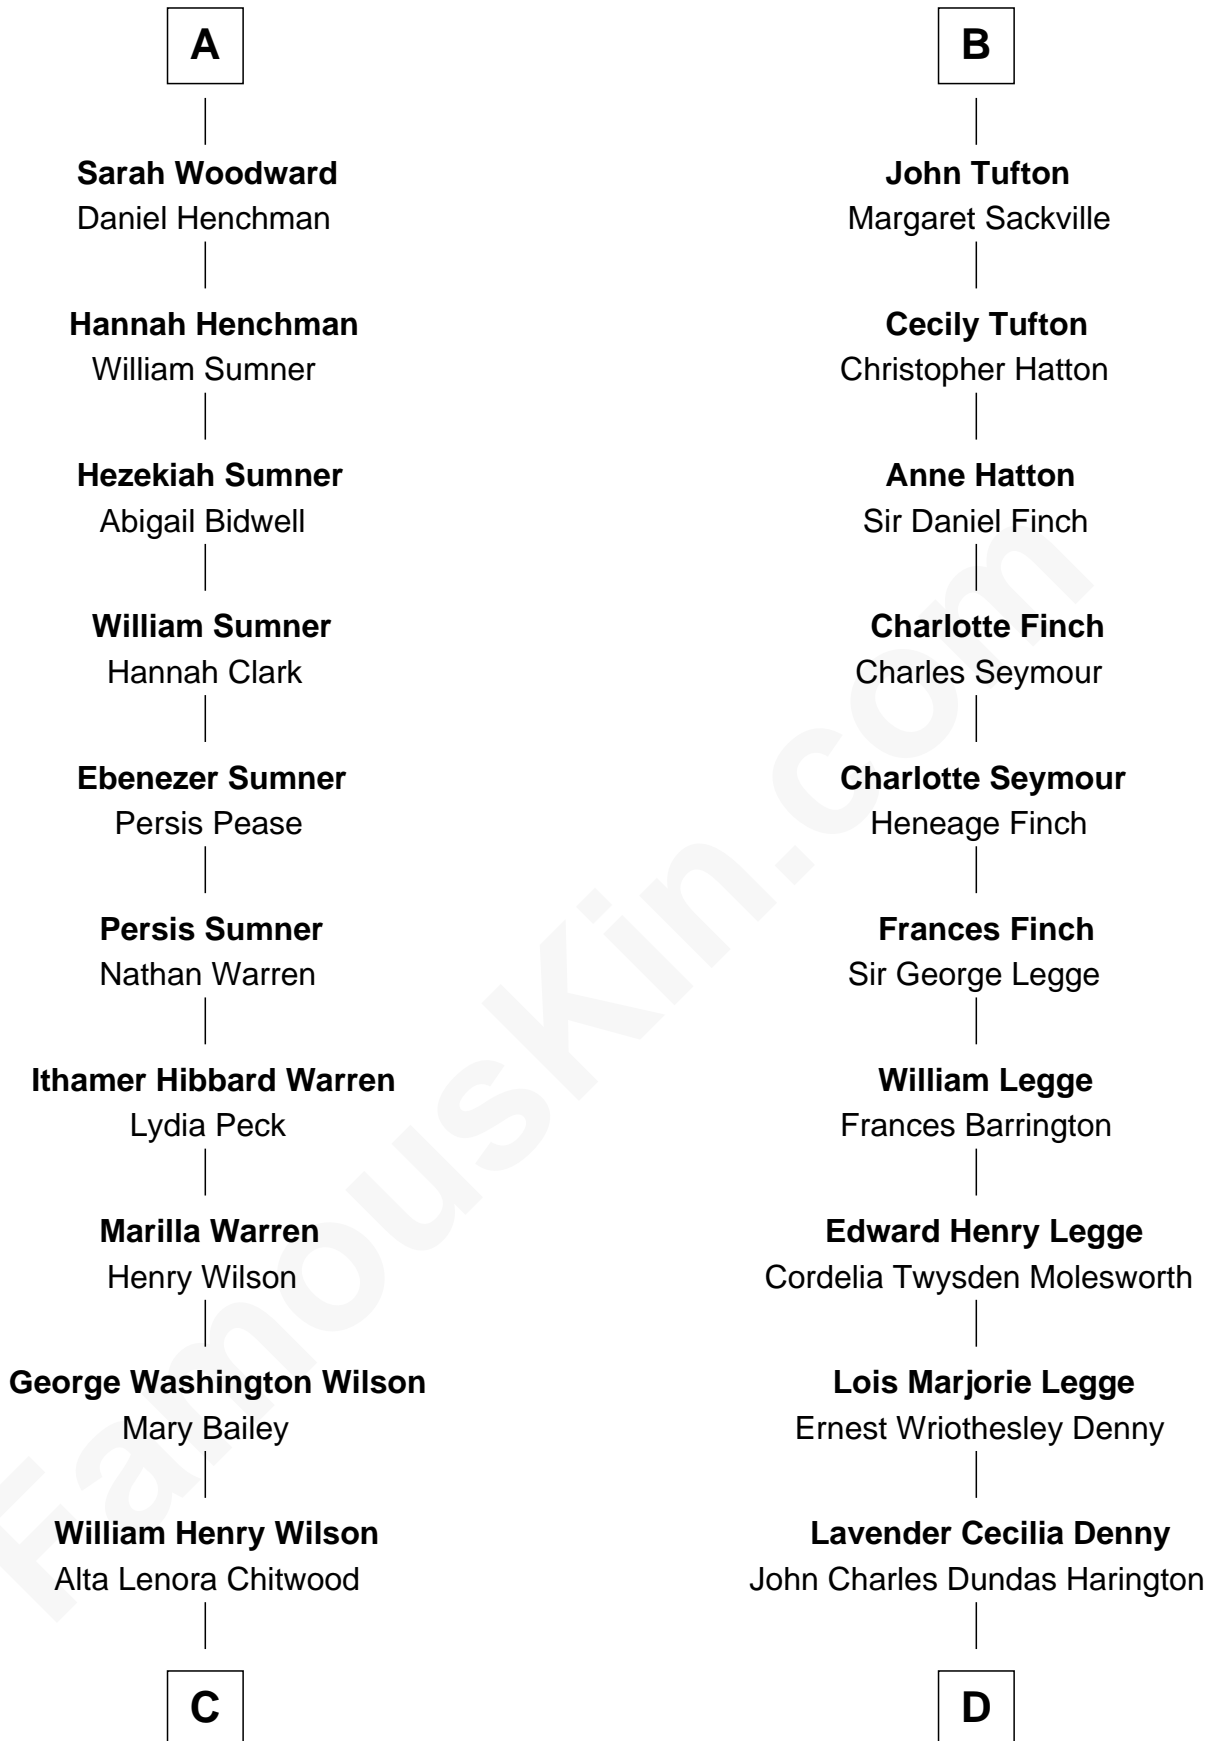 A
Sarah Woodward
Daniel Henchman
Hannah Henchman
William Sumner
Hezekiah Sumner
Abigail Bidwell
William Sumner
Hannah Clark
Ebenezer Sumner
Persis Pease
Persis Sumner
Nathan Warren
Ithamer Hibbard Warren
Lydia Peck
Marilla Warren
Henry Wilson
George Washington Wilson
Mary Bailey
William Henry Wilson
Alta Lenora Chitwood
C
B
John Tufton
Margaret Sackville
Cecily Tufton
Christopher Hatton
Anne Hatton
Sir Daniel Finch
Charlotte Finch
Charles Seymour
Charlotte Seymour
Heneage Finch
Frances Finch
Sir George Legge
William Legge
Frances Barrington
Edward Henry Legge
Cordelia Twysden Molesworth
Lois Marjorie Legge
Ernest Wriothesley Denny
Lavender Cecilia Denny
John Charles Dundas Harington
D
FamousKin.com